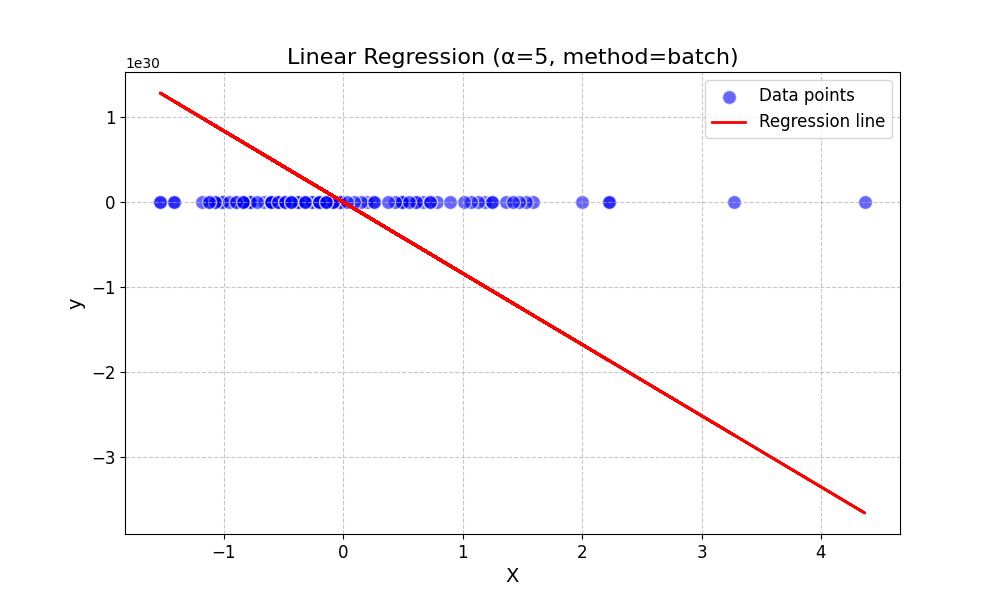 Linear Regression (α=5, method=batch)
1e30
Data points
Regression line
1
0
−1
−2
−3
y
−1 0 1 2 3 4
X